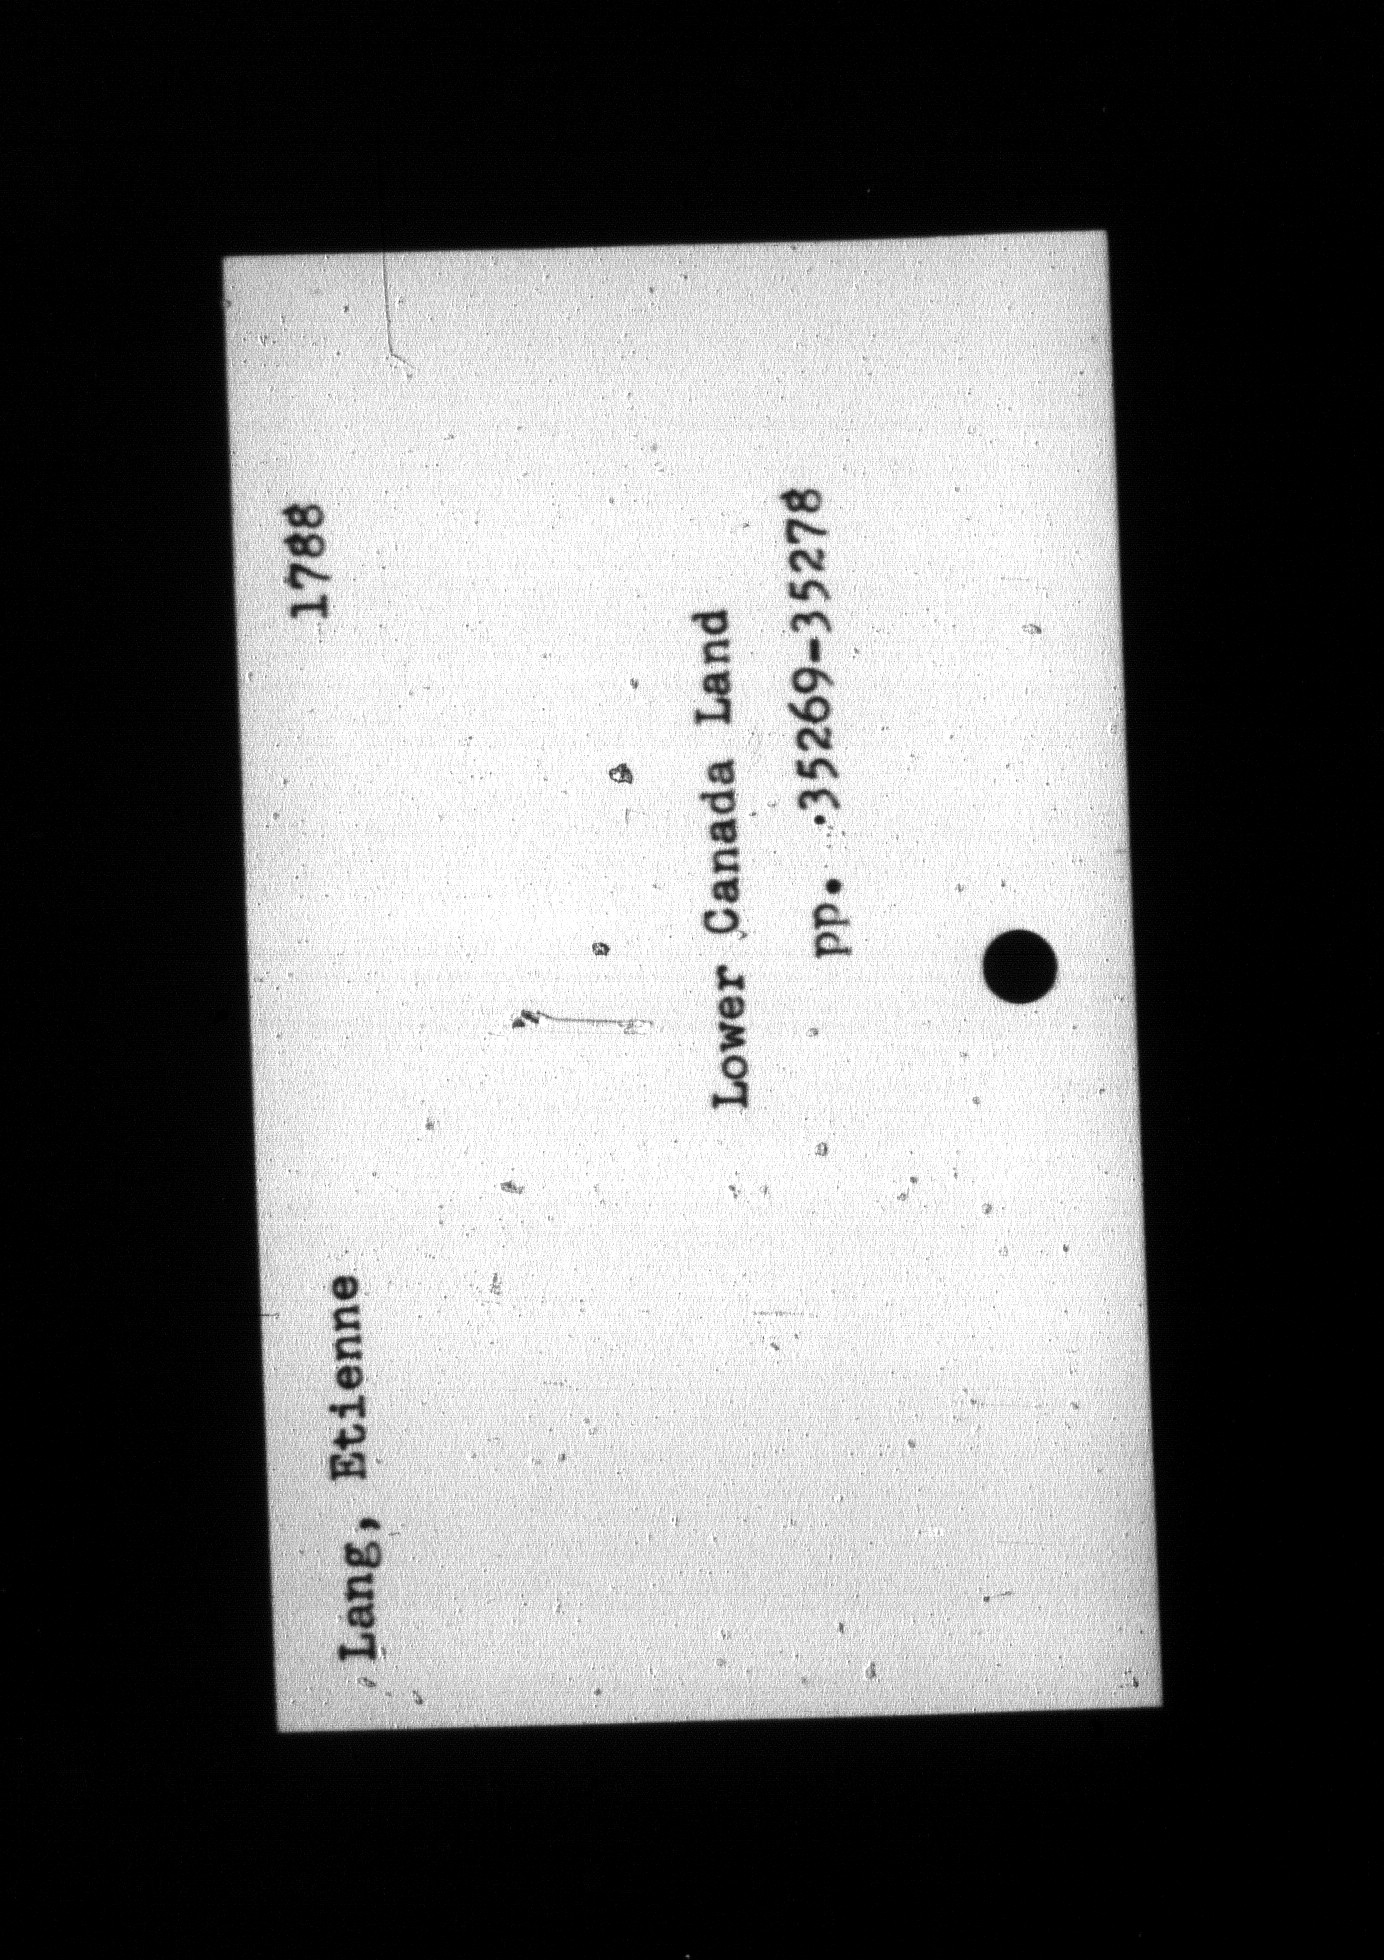 Lang, Etienne 1788
Lower Canada Land
pp. 35269-35278